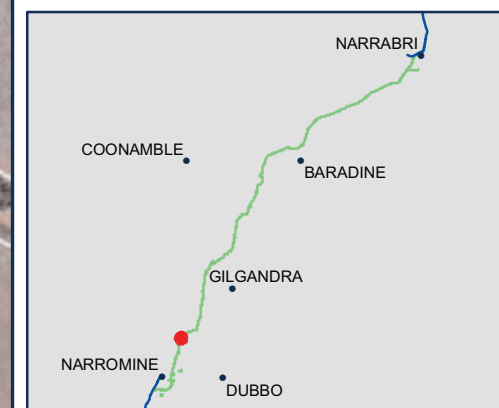 NARRABRI
COONAMBLE
BARADINE
GILGANDRA
NARROMINE
DUBBO